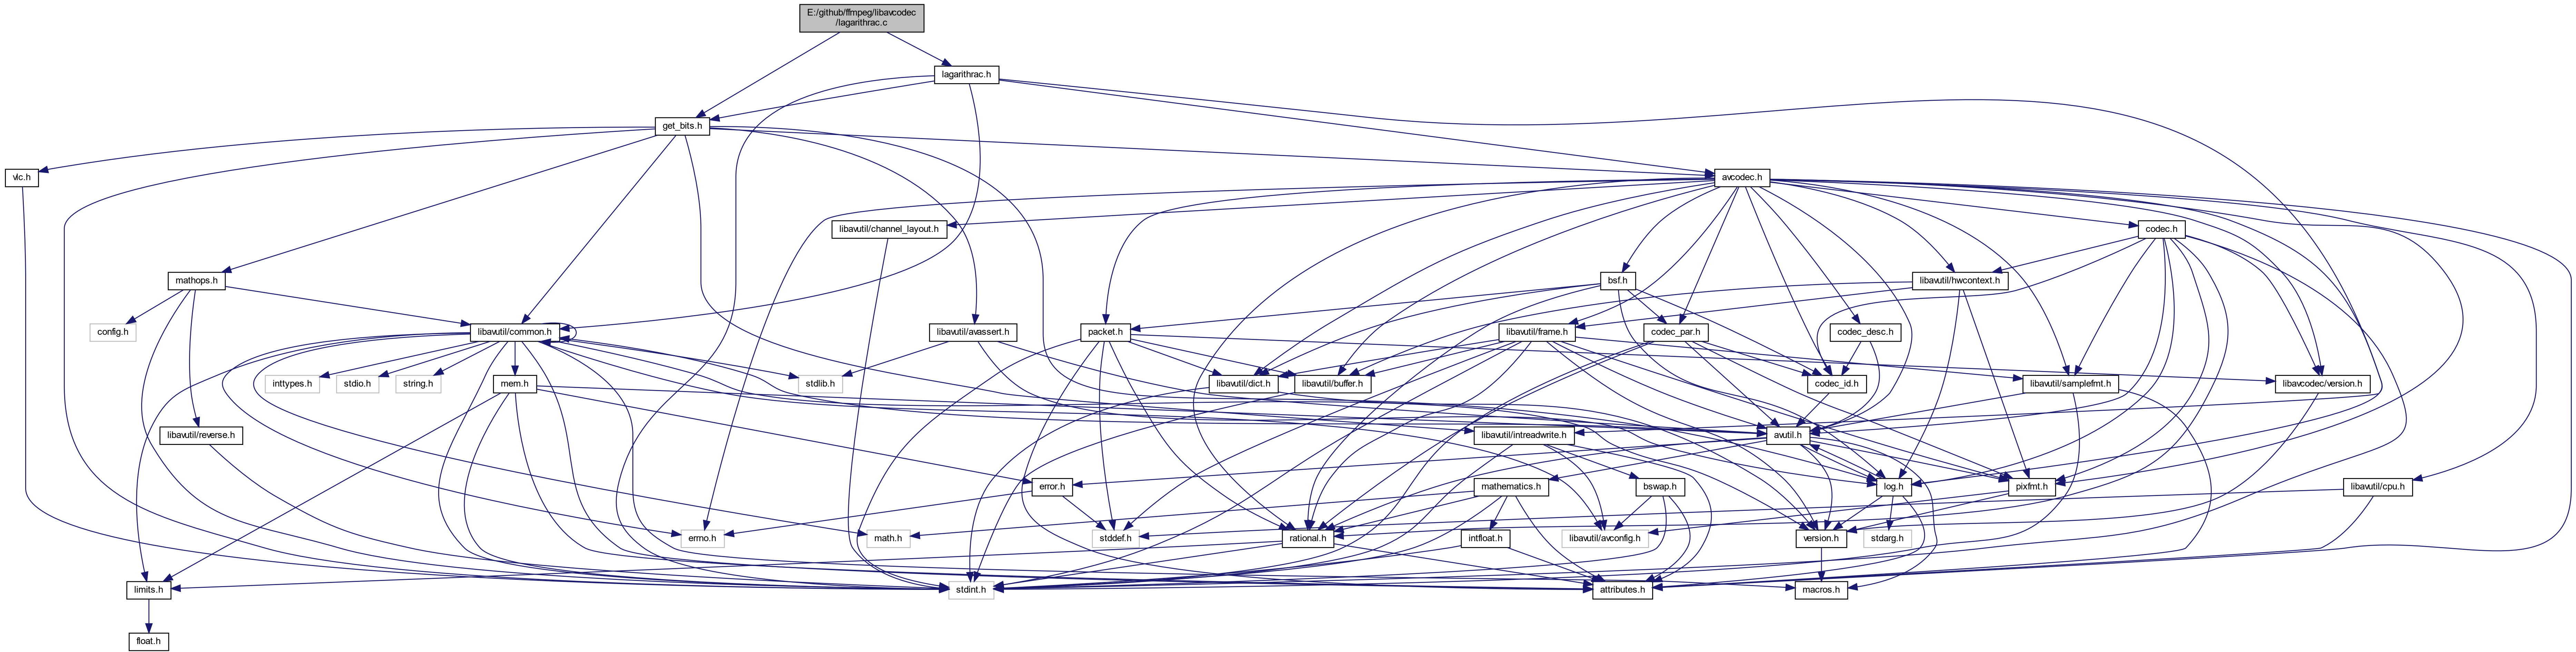 E:/github/ffmpeg/libavcodec
/lagarithrac.c
lagarithrac.h
get_bits.h
vlc.h
avcodec.h
libavutil/channel_layout.h
codec.h
mathops.h
bsf.h
libavutil/hwcontext.h
config.h
libavutil/common.h
libavutil/avassert.h
packet.h
libavutil/frame.h
codec_par.h
codec_desc.h
inttypes.h
stdio.h
string.h
mem.h
stdlib.h
libavutil/dict.h
libavutil/buffer.h
codec_id.h
libavutil/samplefmt.h
libavcodec/version.h
libavutil/reverse.h
libavutil/intreadwrite.h
avutil.h
error.h
mathematics.h
bswap.h
log.h
pixfmt.h
libavutil/cpu.h
errno.h
math.h
stddef.h
rational.h
intfloat.h
libavutil/avconfig.h
version.h
stdarg.h
limits.h
stdint.h
attributes.h
macros.h
float.h